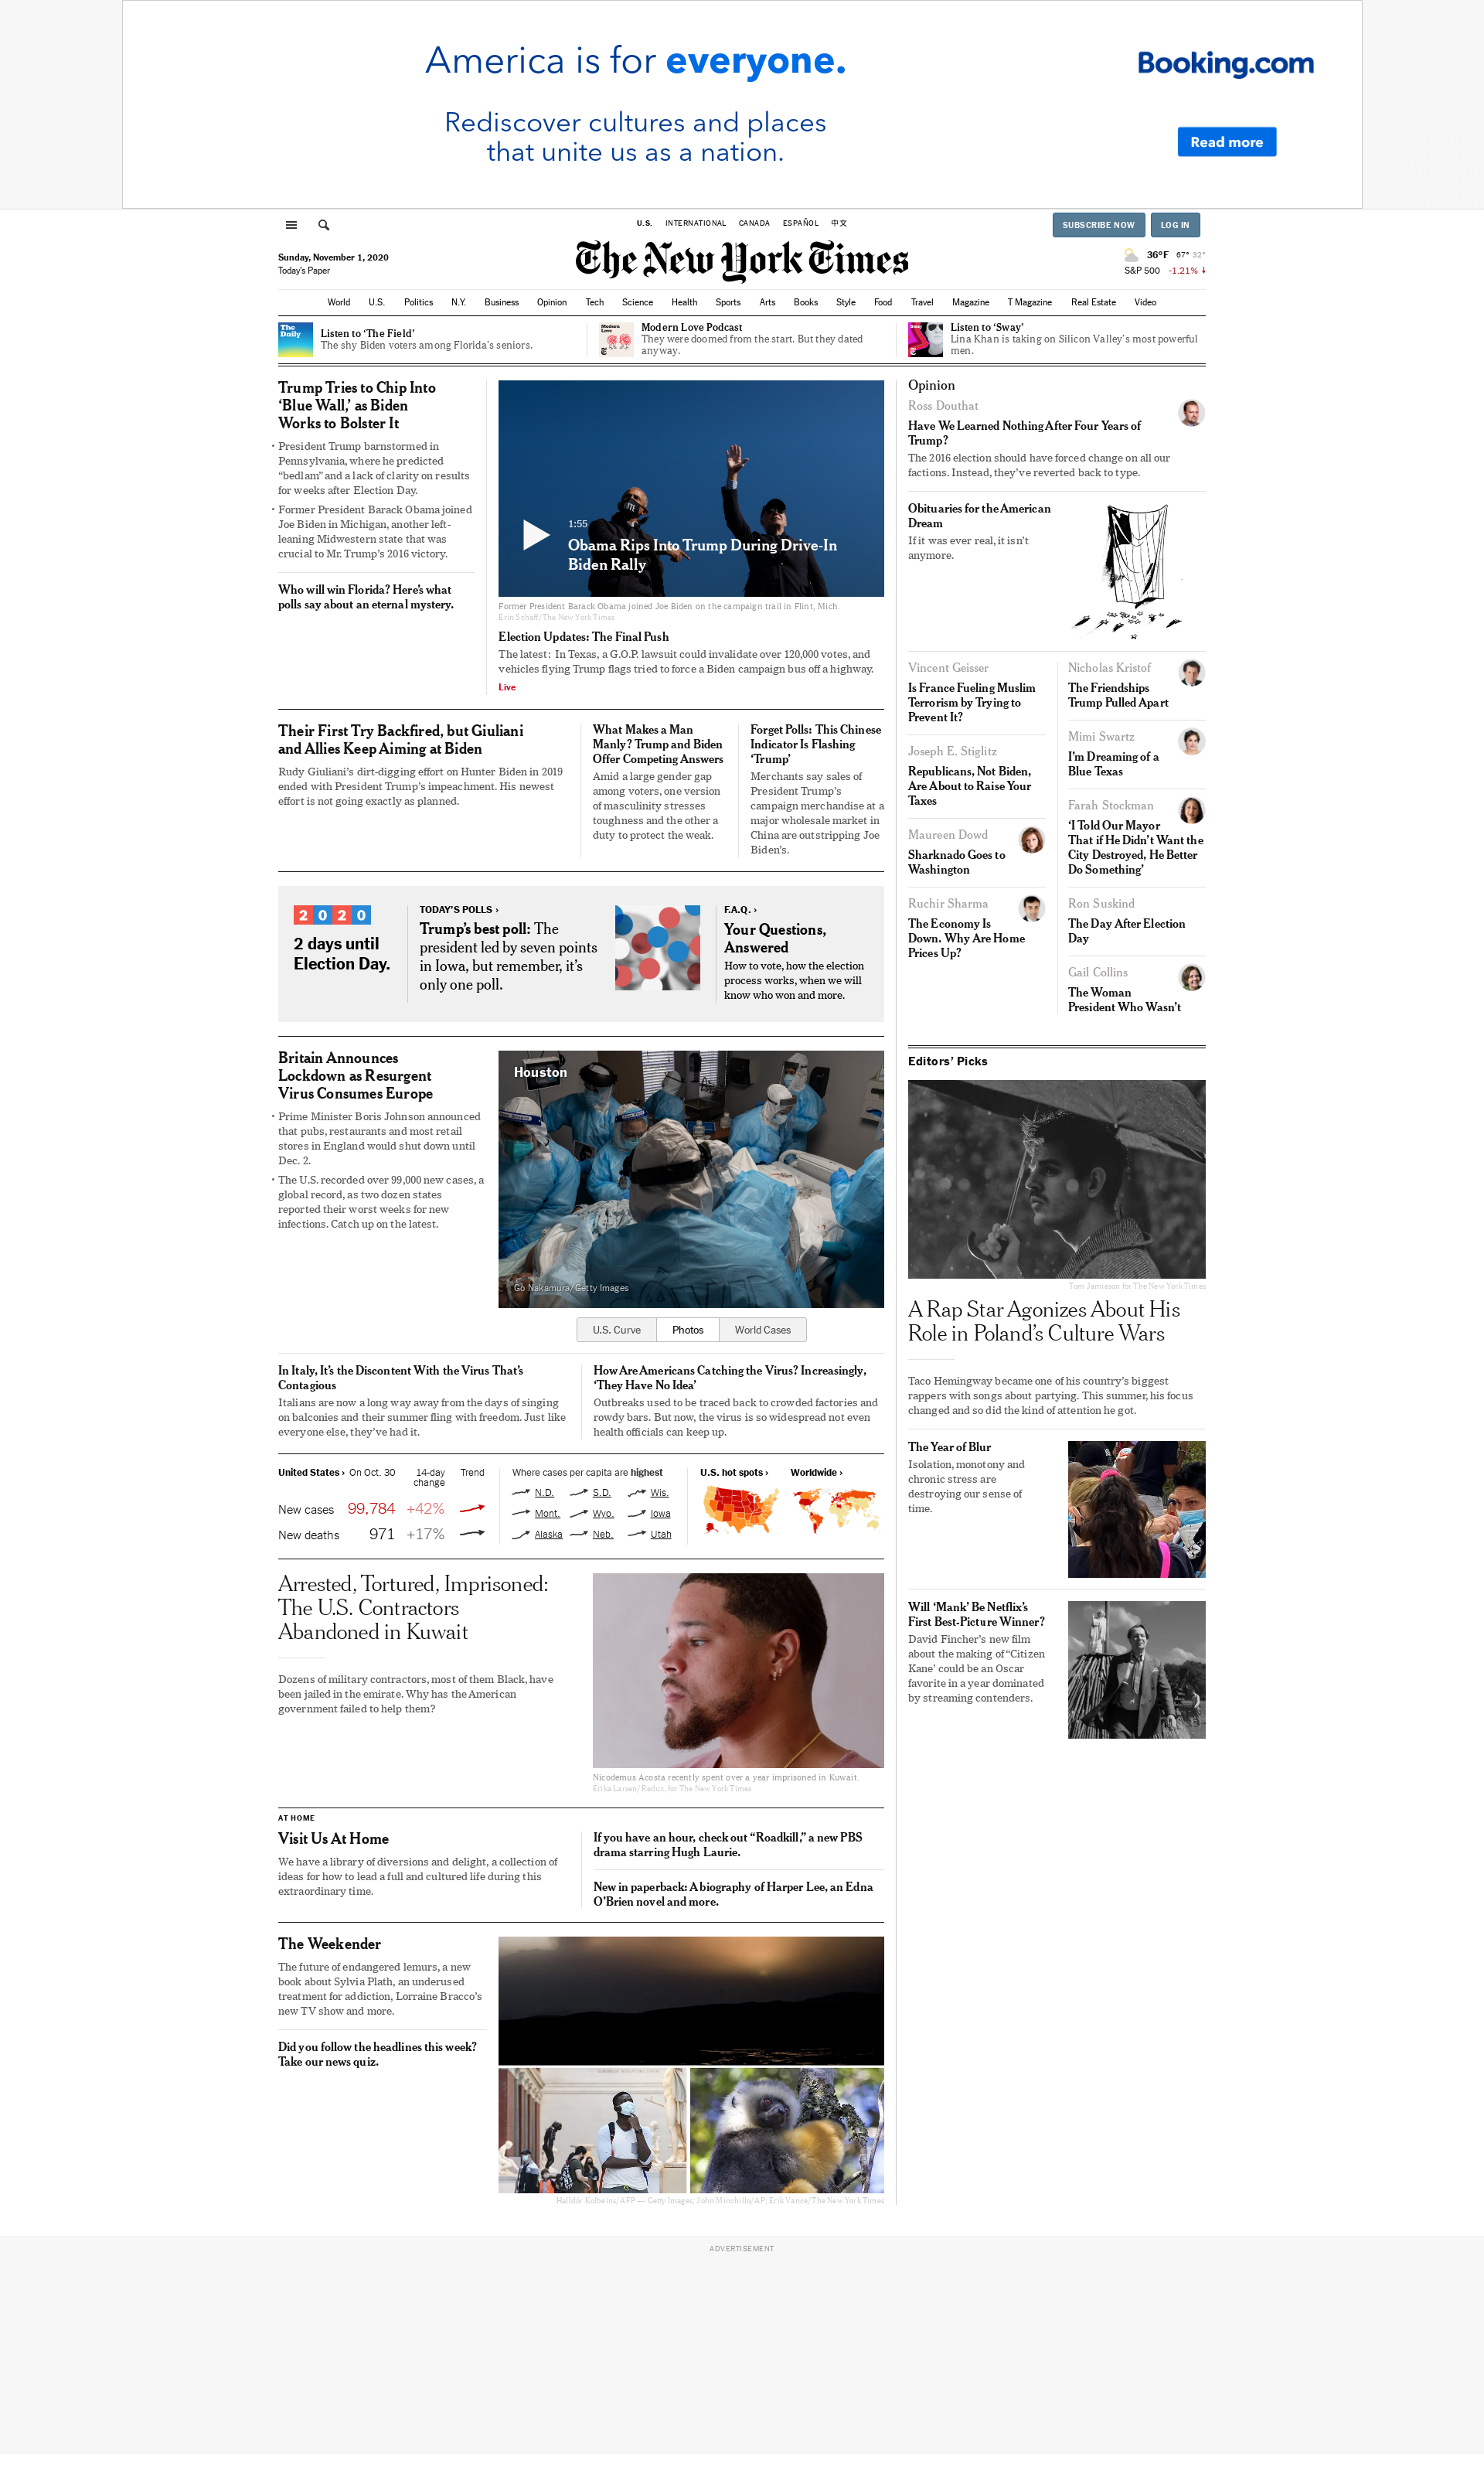 America is for everyone.
Booking.com
Rediscover cultures and places
that unite us as a nation.
Read more
U.S. INTERNATIONAL CANADA ESPAÑOL 中文
SUBSCRIBE NOW LOG IN
Sunday, November 1, 2020
Today's Paper
The New York Times
36°F 67° 32°
S&P 500 -1.21%
World U.S. Politics N.Y. Business Opinion Tech Science Health Sports Arts Books Style Food Travel Magazine T Magazine Real Estate Video
The
Daily
Listen to ‘The Field’
The shy Biden voters among Florida’s seniors.
Modern
Love
Modern Love Podcast
They were doomed from the start. But they dated
anyway.
Listen to ‘Sway’
Lina Khan is taking on Silicon Valley’s most powerful
men.
Trump Tries to Chip Into
‘Blue Wall,’ as Biden
Works to Bolster It
• President Trump barnstormed in
Pennsylvania, where he predicted
“bedlam” and a lack of clarity on results
for weeks after Election Day.
• Former President Barack Obama joined
Joe Biden in Michigan, another left-
leaning Midwestern state that was
crucial to Mr. Trump’s 2016 victory.
Who will win Florida? Here’s what
polls say about an eternal mystery.
1:55
Obama Rips Into Trump During Drive-In
Biden Rally
Former President Barack Obama joined Joe Biden on the campaign trail in Flint, Mich.
Erin Schaff/The New York Times
Election Updates: The Final Push
The latest: In Texas, a G.O.P. lawsuit could invalidate over 120,000 votes, and
vehicles flying Trump flags tried to force a Biden campaign bus off a highway.
Live
Their First Try Backfired, but Giuliani
and Allies Keep Aiming at Biden
Rudy Giuliani’s dirt-digging effort on Hunter Biden in 2019
ended with President Trump’s impeachment. His newest
effort is not going exactly as planned.
What Makes a Man
Manly? Trump and Biden
Offer Competing Answers
Amid a large gender gap
among voters, one version
of masculinity stresses
toughness and the other a
duty to protect the weak.
Forget Polls: This Chinese
Indicator Is Flashing
‘Trump’
Merchants say sales of
President Trump’s
campaign merchandise at a
major wholesale market in
China are outstripping Joe
Biden’s.
2020
2 days until
Election Day.
TODAY’S POLLS ›
Trump’s best poll: The
president led by seven points
in Iowa, but remember, it’s
only one poll.
F.A.Q. ›
Your Questions,
Answered
How to vote, how the election
process works, when we will
know who won and more.
Britain Announces
Lockdown as Resurgent
Virus Consumes Europe
• Prime Minister Boris Johnson announced
that pubs, restaurants and most retail
stores in England would shut down until
Dec. 2.
• The U.S. recorded over 99,000 new cases, a
global record, as two dozen states
reported their worst weeks for new
infections. Catch up on the latest.
Houston
Go Nakamura/Getty Images
U.S. Curve Photos World Cases
In Italy, It’s the Discontent With the Virus That’s
Contagious
Italians are now a long way away from the days of singing
on balconies and their summer fling with freedom. Just like
everyone else, they’ve had it.
How Are Americans Catching the Virus? Increasingly,
‘They Have No Idea’
Outbreaks used to be traced back to crowded factories and
rowdy bars. But now, the virus is so widespread not even
health officials can keep up.
United States › On Oct. 30 14-day
change Trend
New cases 99,784 +42%
New deaths 971 +17%
Where cases per capita are highest
N.D. S.D. Wis.
Mont. Wyo. Iowa
Alaska Neb. Utah
U.S. hot spots › Worldwide ›
Arrested, Tortured, Imprisoned:
The U.S. Contractors
Abandoned in Kuwait
Dozens of military contractors, most of them Black, have
been jailed in the emirate. Why has the American
government failed to help them?
Nicodemus Acosta recently spent over a year imprisoned in Kuwait.
Erika Larsen/Redux, for The New York Times
AT HOME
Visit Us At Home
We have a library of diversions and delight, a collection of
ideas for how to lead a full and cultured life during this
extraordinary time.
If you have an hour, check out “Roadkill,” a new PBS
drama starring Hugh Laurie.
New in paperback: A biography of Harper Lee, an Edna
O’Brien novel and more.
The Weekender
The future of endangered lemurs, a new
book about Sylvia Plath, an underused
treatment for addiction, Lorraine Bracco’s
new TV show and more.
Did you follow the headlines this week?
Take our news quiz.
Halldór Kolbeins/AFP — Getty Images; John Minchillo/AP; Erik Vance/The New York Times
Opinion
Ross Douthat
Have We Learned Nothing After Four Years of
Trump?
The 2016 election should have forced change on all our
factions. Instead, they’ve reverted back to type.
Obituaries for the American
Dream
If it was ever real, it isn’t
anymore.
Vincent Geisser
Is France Fueling Muslim
Terrorism by Trying to
Prevent It?
Joseph E. Stiglitz
Republicans, Not Biden,
Are About to Raise Your
Taxes
Maureen Dowd
Sharknado Goes to
Washington
Ruchir Sharma
The Economy Is
Down. Why Are Home
Prices Up?
Nicholas Kristof
The Friendships
Trump Pulled Apart
Mimi Swartz
I’m Dreaming of a
Blue Texas
Farah Stockman
‘I Told Our Mayor
That if He Didn’t Want the
City Destroyed, He Better
Do Something’
Ron Suskind
The Day After Election
Day
Gail Collins
The Woman
President Who Wasn’t
Editors’ Picks
Tom Jamieson for The New York Times
A Rap Star Agonizes About His
Role in Poland’s Culture Wars
Taco Hemingway became one of his country’s biggest
rappers with songs about partying. This summer, his focus
changed and so did the kind of attention he got.
The Year of Blur
Isolation, monotony and
chronic stress are
destroying our sense of
time.
Will ‘Mank’ Be Netflix’s
First Best-Picture Winner?
David Fincher’s new film
about the making of “Citizen
Kane’ could be an Oscar
favorite in a year dominated
by streaming contenders.
ADVERTISEMENT